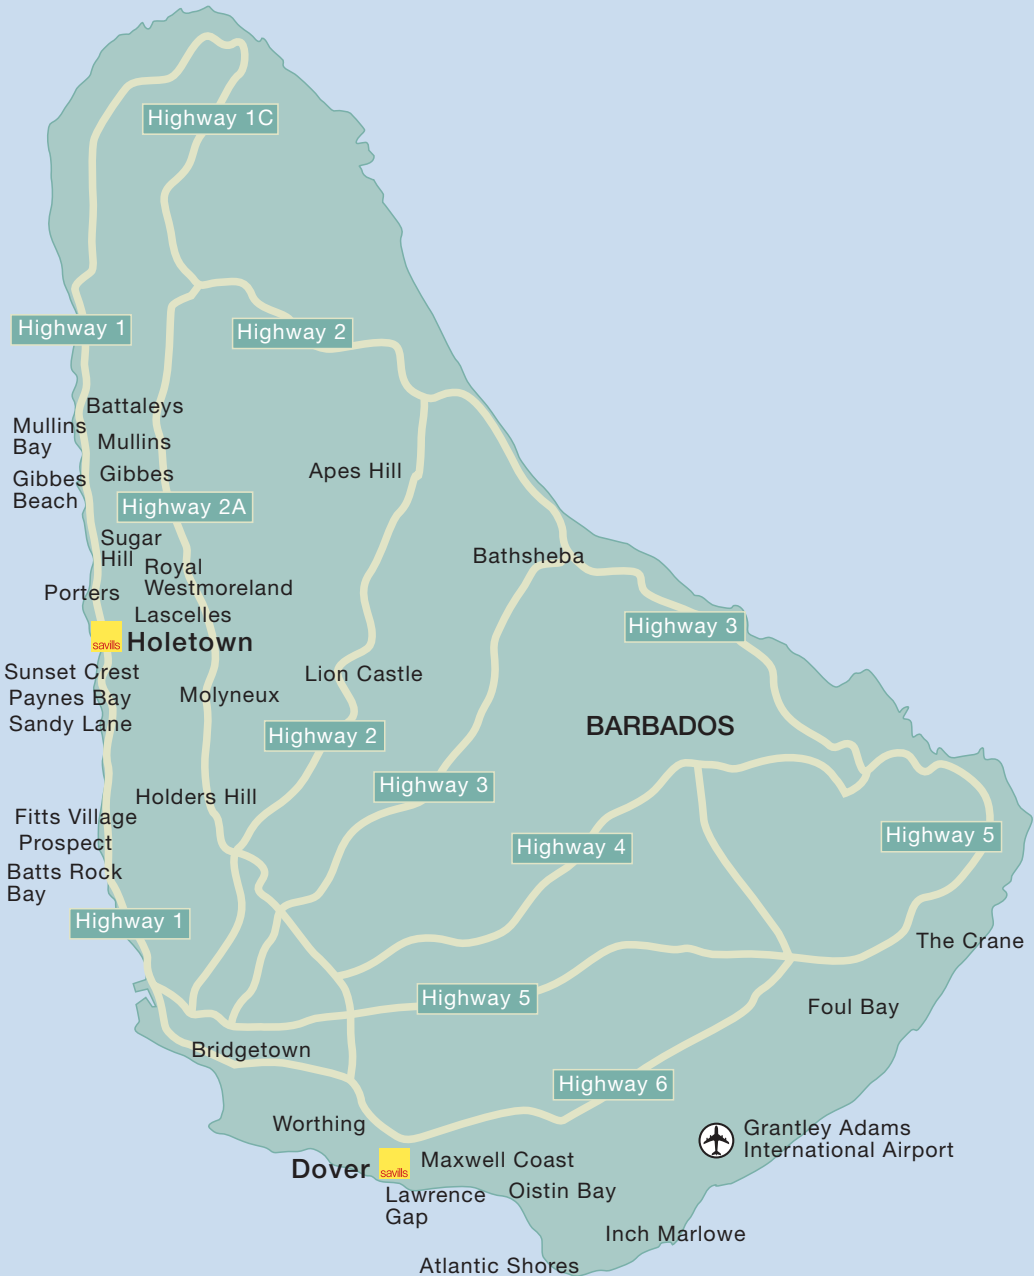 Highway 1C
Highway 1
Highway 2
Battaleys
Mullins
Bay
Mullins
Gibbes
Beach
Gibbes
Apes Hill
Highway 2A
Sugar
Hill
Royal
Westmoreland
Bathsheba
Porters
Lascelles
Highway 3
savills
Holetown
Sunset Crest
Paynes Bay
Sandy Lane
Molyneux
Lion Castle
BARBADOS
Highway 2
Highway 3
Holders Hill
Fitts Village
Prospect
Batts Rock
Bay
Highway 4
Highway 5
Highway 1
The Crane
Highway 5
Foul Bay
Bridgetown
Highway 6
Worthing
Grantley Adams
International Airport
Dover
savills
Maxwell Coast
Lawrence
Gap
Oistin Bay
Inch Marlowe
Atlantic Shores